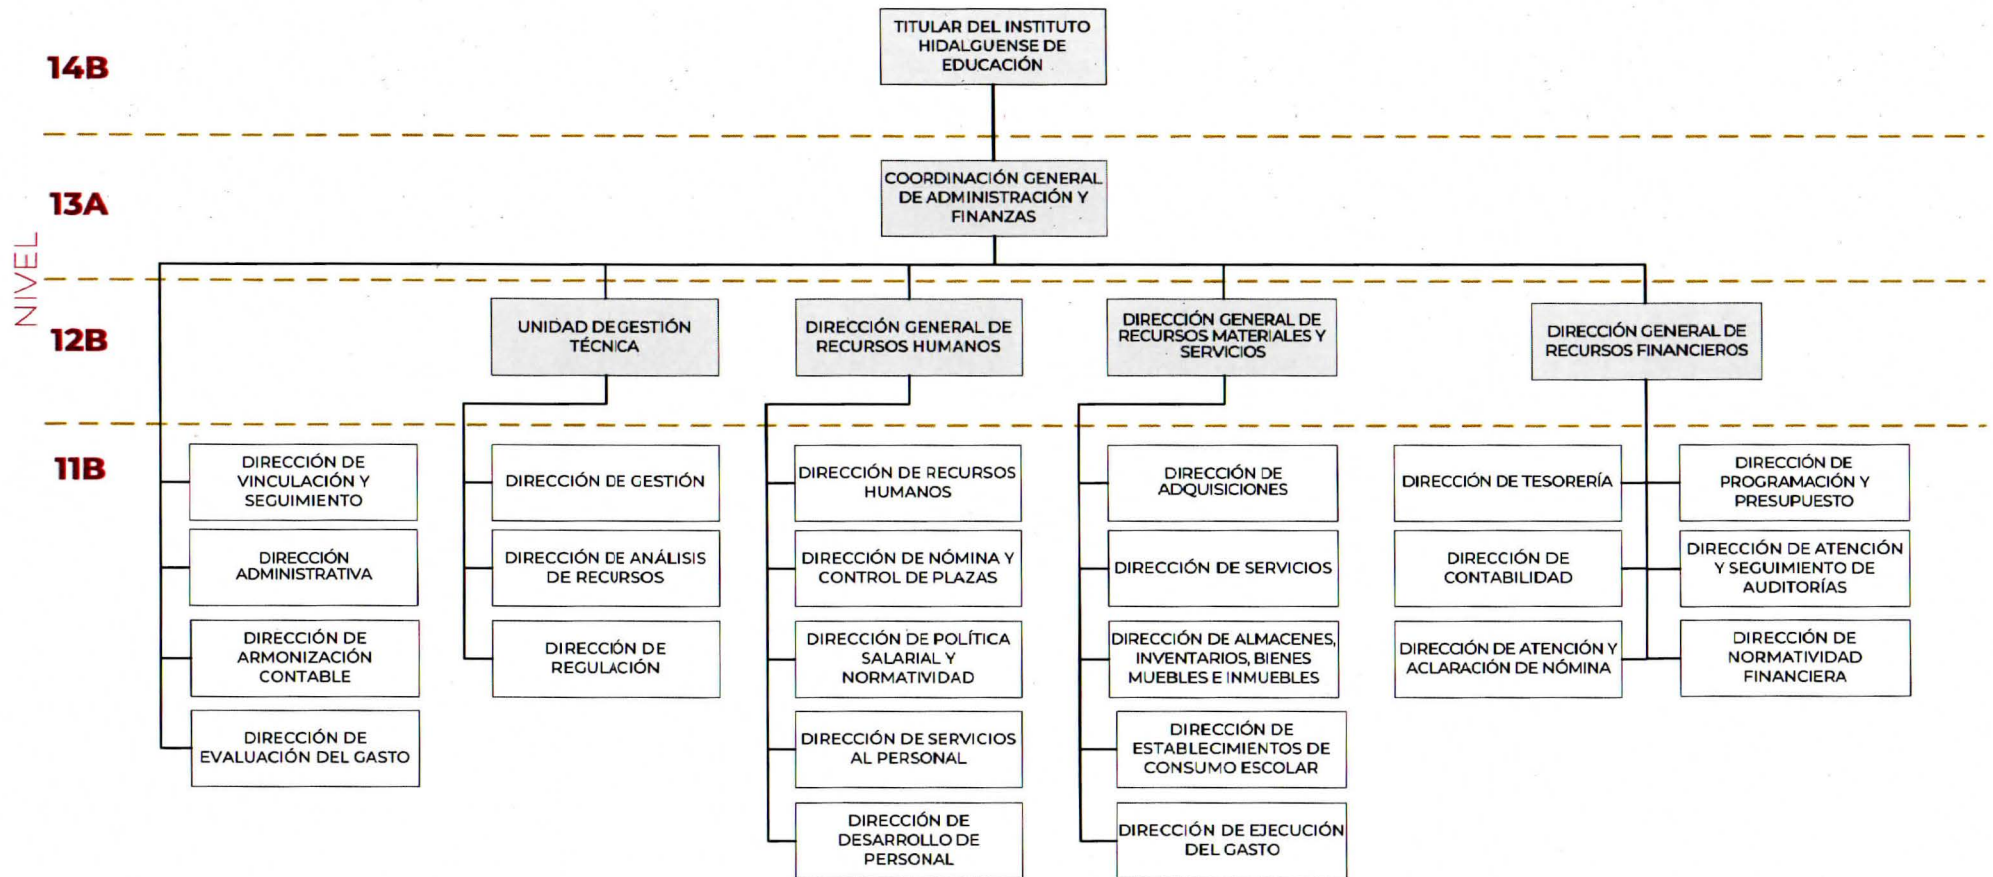 14B
TITULAR DEL INSTITUTO
HIDALGUENSE DE
EDUCACIÓN
13A
COORDINACIÓN GENERAL
DE ADMINISTRACIÓN Y
FINANZAS
NIVEL
12B
UNIDAD DE GESTIÓN
TÉCNICA
DIRECCIÓN GENERAL DE
RECURSOS HUMANOS
DIRECCIÓN GENERAL DE
RECURSOS MATERIALES Y
SERVICIOS
DIRECCIÓN GENERAL DE
RECURSOS FINANCIEROS
11B
DIRECCIÓN DE
VINCULACIÓN Y
SEGUIMIENTO
DIRECCIÓN
ADMINISTRATIVA
DIRECCIÓN DE
ARMONIZACIÓN
CONTABLE
DIRECCIÓN DE
EVALUACIÓN DEL GASTO
DIRECCIÓN DE GESTIÓN
DIRECCIÓN DE ANÁLISIS
DE RECURSOS
DIRECCIÓN DE
REGULACIÓN
DIRECCIÓN DE RECURSOS
HUMANOS
DIRECCIÓN DE NÓMINA Y
CONTROL DE PLAZAS
DIRECCIÓN DE POLÍTICA
SALARIAL Y
NORMATIVIDAD
DIRECCIÓN DE SERVICIOS
AL PERSONAL
DIRECCIÓN DE
DESARROLLO DE
PERSONAL
DIRECCIÓN DE
ADQUISICIONES
DIRECCIÓN DE SERVICIOS
DIRECCIÓN DE ALMACENES,
INVENTARIOS, BIENES
MUEBLES E INMUEBLES
DIRECCIÓN DE
ESTABLECIMIENTOS DE
CONSUMO ESCOLAR
DIRECCIÓN DE EJECUCIÓN
DEL GASTO
DIRECCIÓN DE TESORERÍA
DIRECCIÓN DE
CONTABILIDAD
DIRECCIÓN DE ATENCIÓN Y
ACLARACIÓN DE NÓMINA
DIRECCIÓN DE
PROGRAMACIÓN Y
PRESUPUESTO
DIRECCIÓN DE ATENCIÓN
Y SEGUIMIENTO DE
AUDITORÍAS
DIRECCIÓN DE
NORMATIVIDAD
FINANCIERA